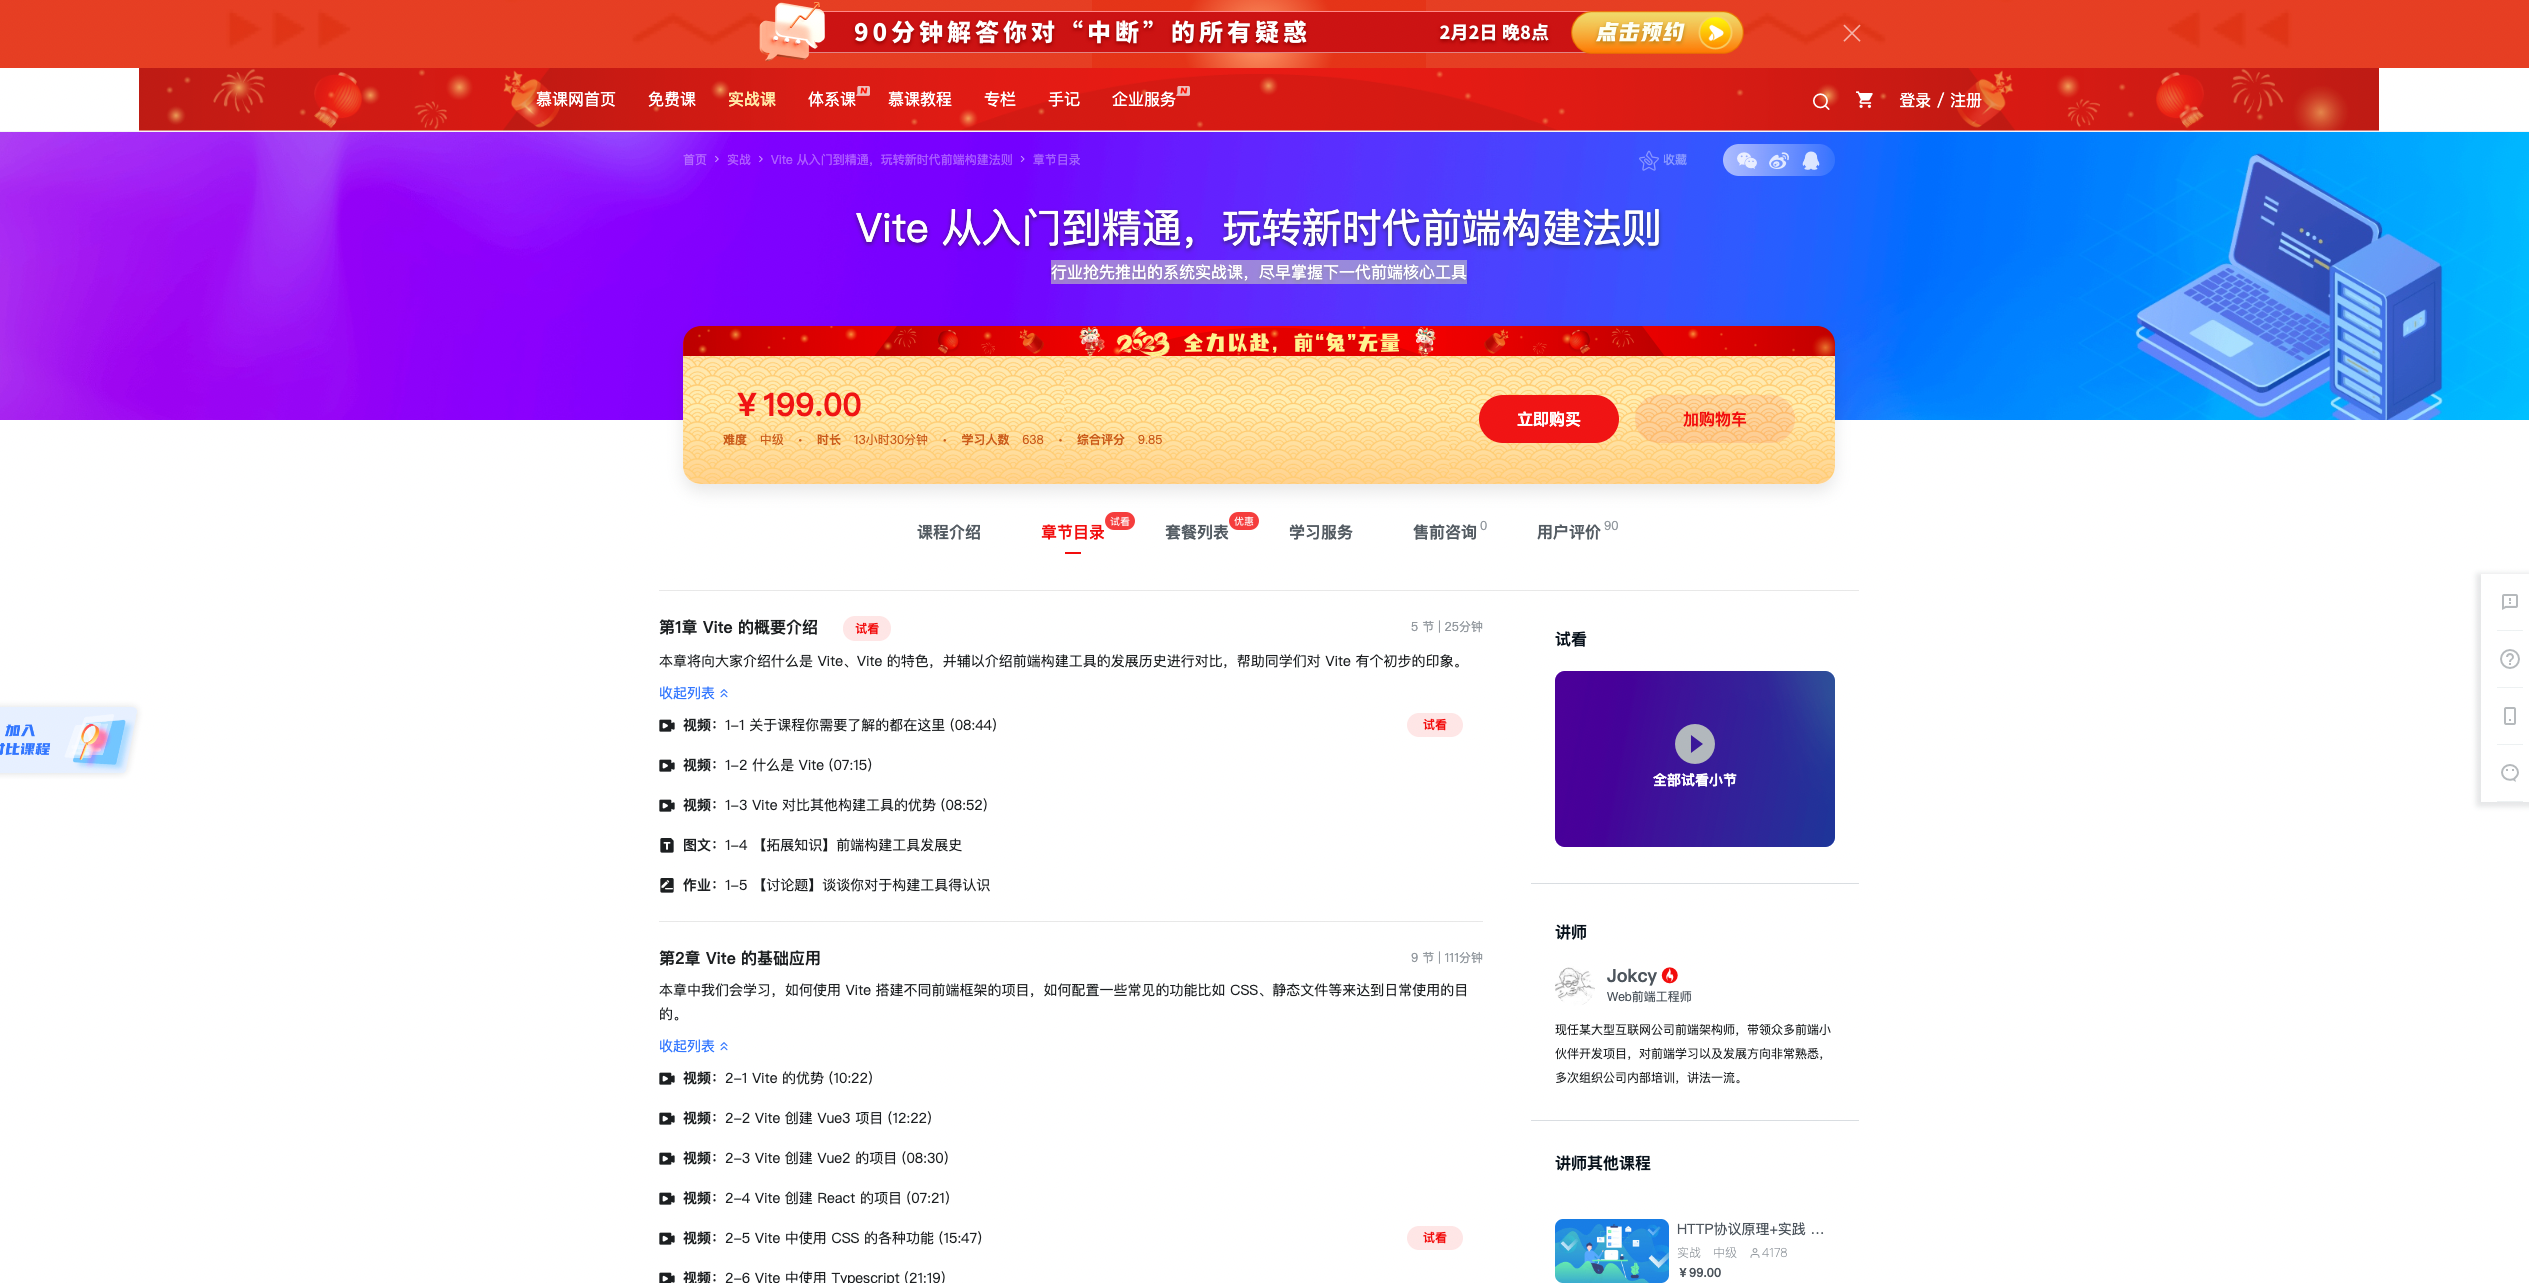 90分钟解答你对“中断”的所有疑惑 2月2日 晚8点 点击预约
慕课网首页 免费课 实战课 体系课 N 慕课教程 专栏 手记 企业服务 N 登录 / 注册
首页 > 实战 > Vite 从入门到精通，玩转新时代前端构建法则 > 章节目录 收藏
Vite 从入门到精通，玩转新时代前端构建法则
行业抢先推出的系统实战课，尽早掌握下一代前端核心工具
2023 全力以赴，前“兔”无量
￥199.00
难度 中级 · 时长 13小时30分钟 · 学习人数 638 · 综合评分 9.85
立即购买 加购物车
课程介绍 章节目录 试看 套餐列表 优惠 学习服务 售前咨询 0 用户评价 90
第1章 Vite 的概要介绍 试看 5 节 | 25分钟
本章将向大家介绍什么是 Vite、Vite 的特色，并辅以介绍前端构建工具的发展历史进行对比，帮助同学们对 Vite 有个初步的印象。
收起列表
视频：1-1 关于课程你需要了解的都在这里 (08:44) 试看
视频：1-2 什么是 Vite (07:15)
视频：1-3 Vite 对比其他构建工具的优势 (08:52)
图文：1-4 【拓展知识】前端构建工具发展史
作业：1-5 【讨论题】谈谈你对于构建工具得认识
第2章 Vite 的基础应用 9 节 | 111分钟
本章中我们会学习，如何使用 Vite 搭建不同前端框架的项目，如何配置一些常见的功能比如 CSS、静态文件等来达到日常使用的目
的。
收起列表
视频：2-1 Vite 的优势 (10:22)
视频：2-2 Vite 创建 Vue3 项目 (12:22)
视频：2-3 Vite 创建 Vue2 的项目 (08:30)
视频：2-4 Vite 创建 React 的项目 (07:21)
视频：2-5 Vite 中使用 CSS 的各种功能 (15:47) 试看
视频：2-6 Vite 中使用 Typescript (21:19)
试看
全部试看小节
讲师
Jokcy
Web前端工程师
现任某大型互联网公司前端架构师，带领众多前端小
伙伴开发项目，对前端学习以及发展方向非常熟悉，
多次组织公司内部培训，讲法一流。
讲师其他课程
HTTP协议原理+实践 ...
实战 中级 4178
￥99.00
加入
对比课程